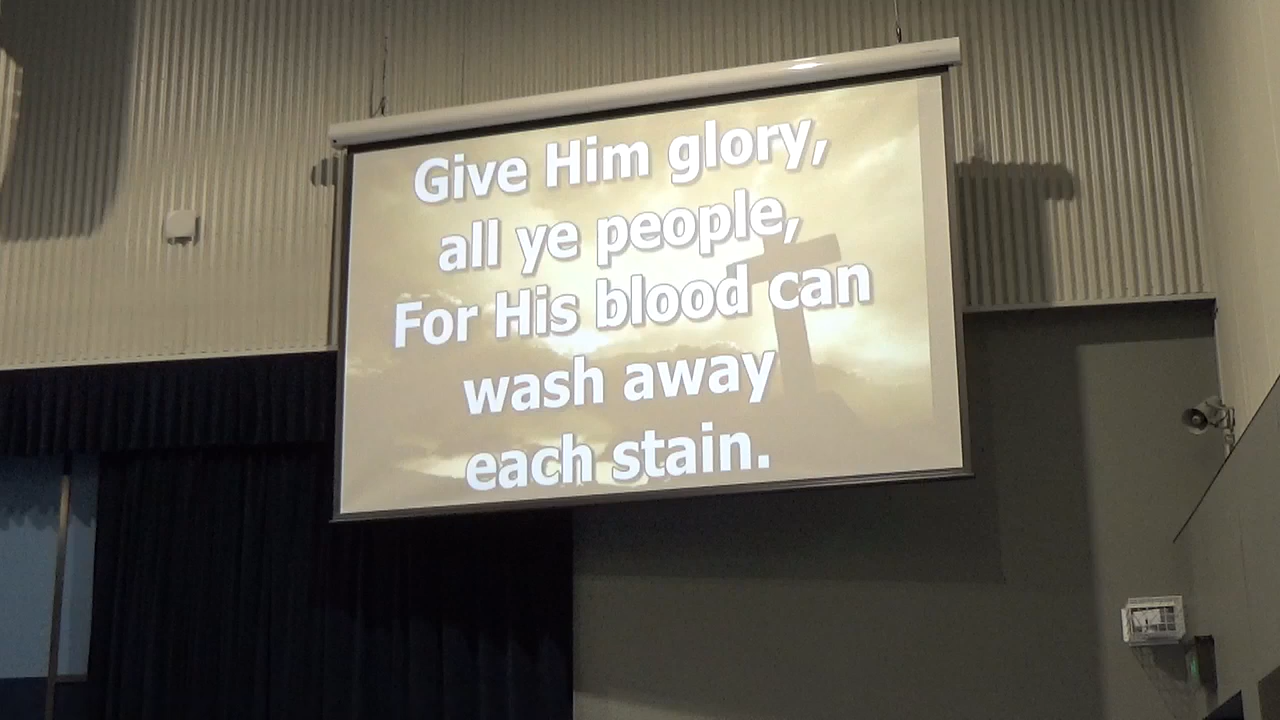 Give Him glory,
all ye people,
For His blood can
wash away
each stain.